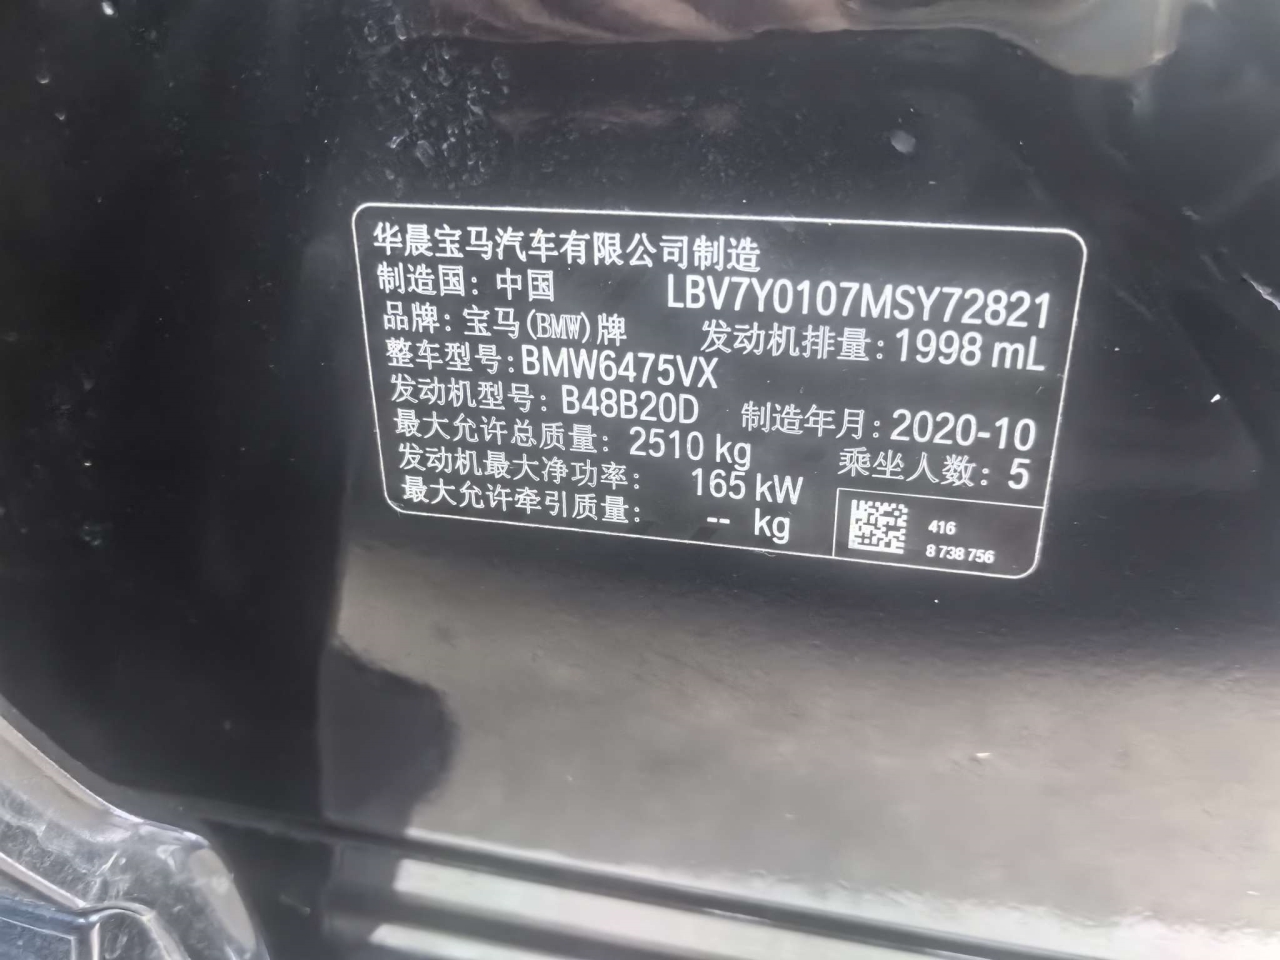 华晨宝马汽车有限公司制造
制造国：中国
LBV7Y0107MSY72821
品牌：宝马(BMW)牌
发动机排量：1998 mL
整车型号：BMW6475VX
发动机型号：B48B20D
制造年月：2020-10
最大允许总质量：2510 kg
乘坐人数：5
发动机最大净功率：165 kW
最大允许牵引质量：-- kg
416
8 738 756